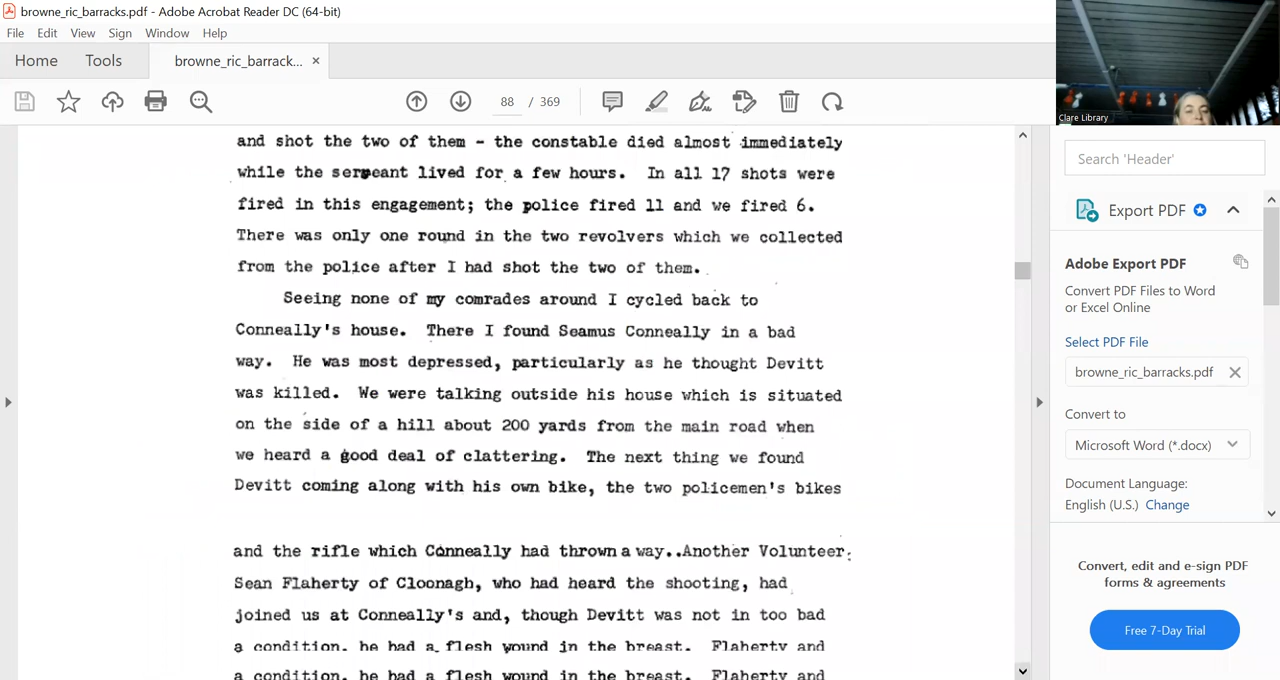 browne_ric_barracks.pdf - Adobe Acrobat Reader DC (64-bit)
File Edit View Sign Window Help
Home Tools browne_ric_barrack... ×
88 / 369
Clare Library
and shot the two of them - the constable died almost immediately
while the sergeant lived for a few hours. In all 17 shots were
fired in this engagement; the police fired 11 and we fired 6.
There was only one round in the two revolvers which we collected
from the police after I had shot the two of them.
Seeing none of my comrades around I cycled back to
Conneally's house. There I found Seamus Conneally in a bad
way. He was most depressed, particularly as he thought Devitt
was killed. We were talking outside his house which is situated
on the side of a hill about 200 yards from the main road when
we heard a good deal of clattering. The next thing we found
Devitt coming along with his own bike, the two policemen's bikes
and the rifle which Conneally had thrown a way..Another Volunteer
Sean Flaherty of Cloonagh, who had heard the shooting, had
joined us at Conneally's and, though Devitt was not in too bad
a condition. he had a flesh wound in the breast. Flaherty and
a condition. he had a flesh wound in the breast. Flaherty and
Search 'Header'
Export PDF
Adobe Export PDF
Convert PDF Files to Word
or Excel Online
Select PDF File
browne_ric_barracks.pdf
Convert to
Microsoft Word (*.docx)
Document Language:
English (U.S.) Change
Convert, edit and e-sign PDF
forms & agreements
Free 7-Day Trial